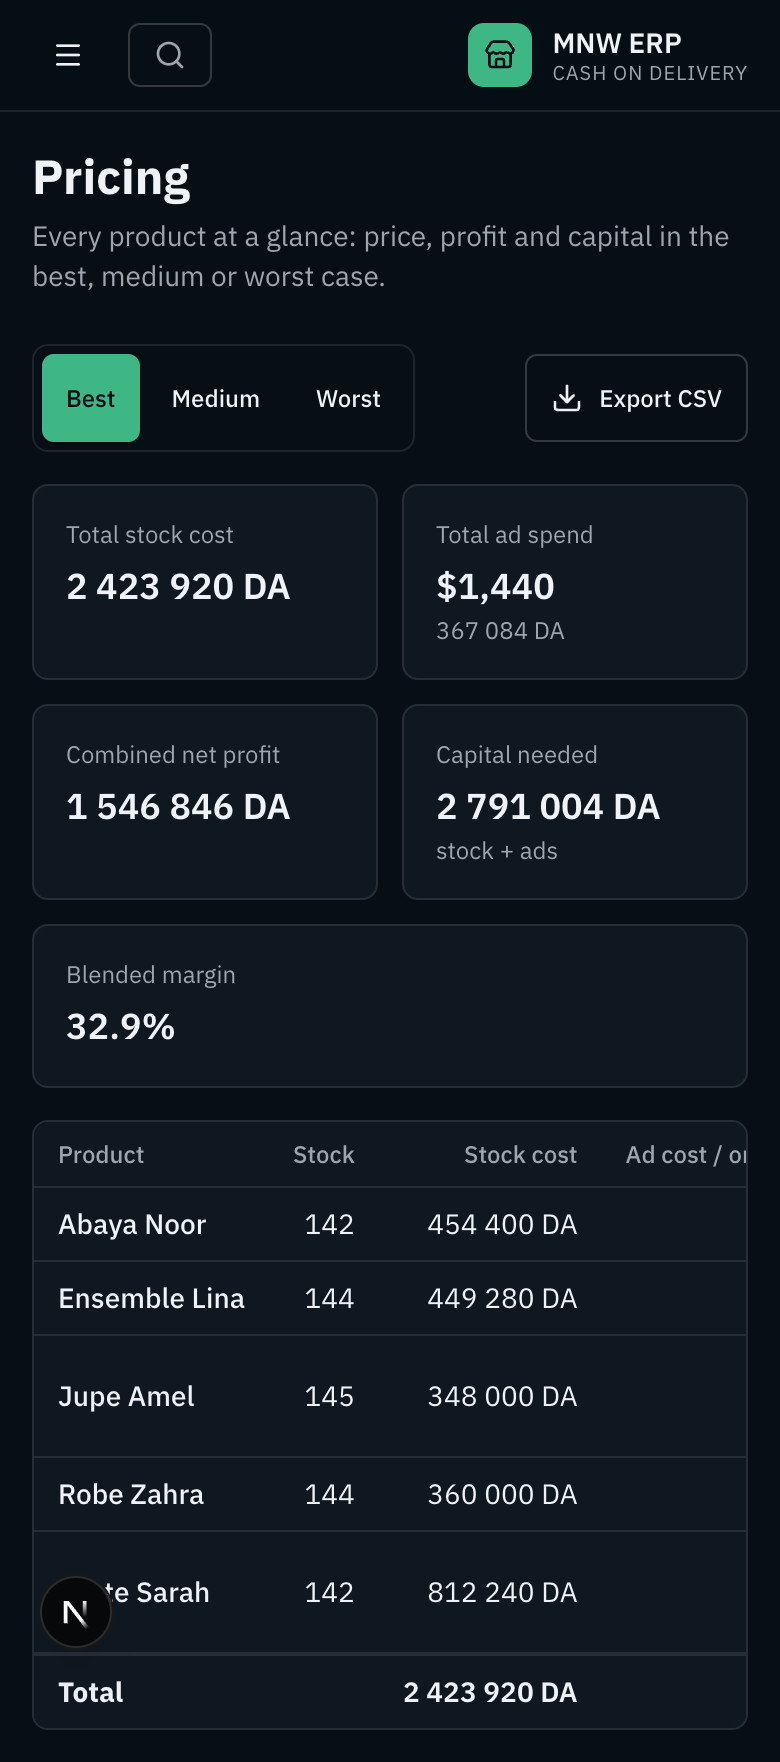 MNW ERP
CASH ON DELIVERY
Pricing
Every product at a glance: price, profit and capital in the
best, medium or worst case.
Best Medium Worst Export CSV
Total stock cost
2 423 920 DA
Total ad spend
$1,440
367 084 DA
Combined net profit
1 546 846 DA
Capital needed
2 791 004 DA
stock + ads
Blended margin
32.9%
Product Stock Stock cost Ad cost /
Abaya Noor 142 454 400 DA
Ensemble Lina 144 449 280 DA
Jupe Amel 145 348 000 DA
Robe Zahra 144 360 000 DA
Sarah 142 812 240 DA
N
Total 2 423 920 DA